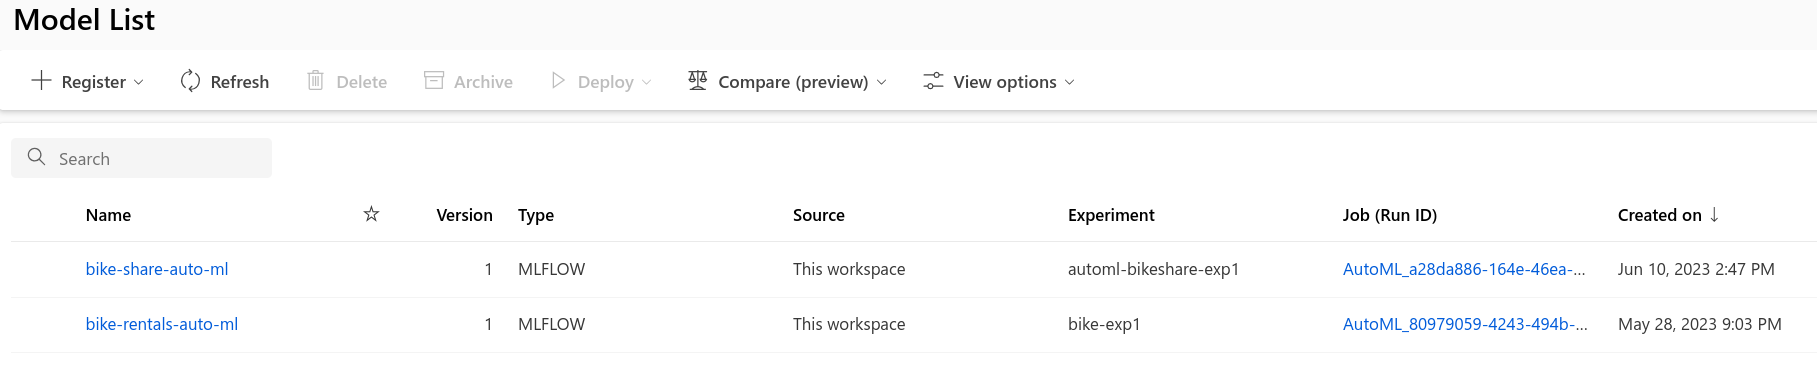 Model List
Register Refresh Delete Archive Deploy Compare (preview) View options
Search
Name Version Type Source Experiment Job (Run ID) Created on ↓
bike-share-auto-ml 1 MLFLOW This workspace automl-bikeshare-exp1 AutoML_a28da886-164e-46ea-... Jun 10, 2023 2:47 PM
bike-rentals-auto-ml 1 MLFLOW This workspace bike-exp1 AutoML_80979059-4243-494b-... May 28, 2023 9:03 PM